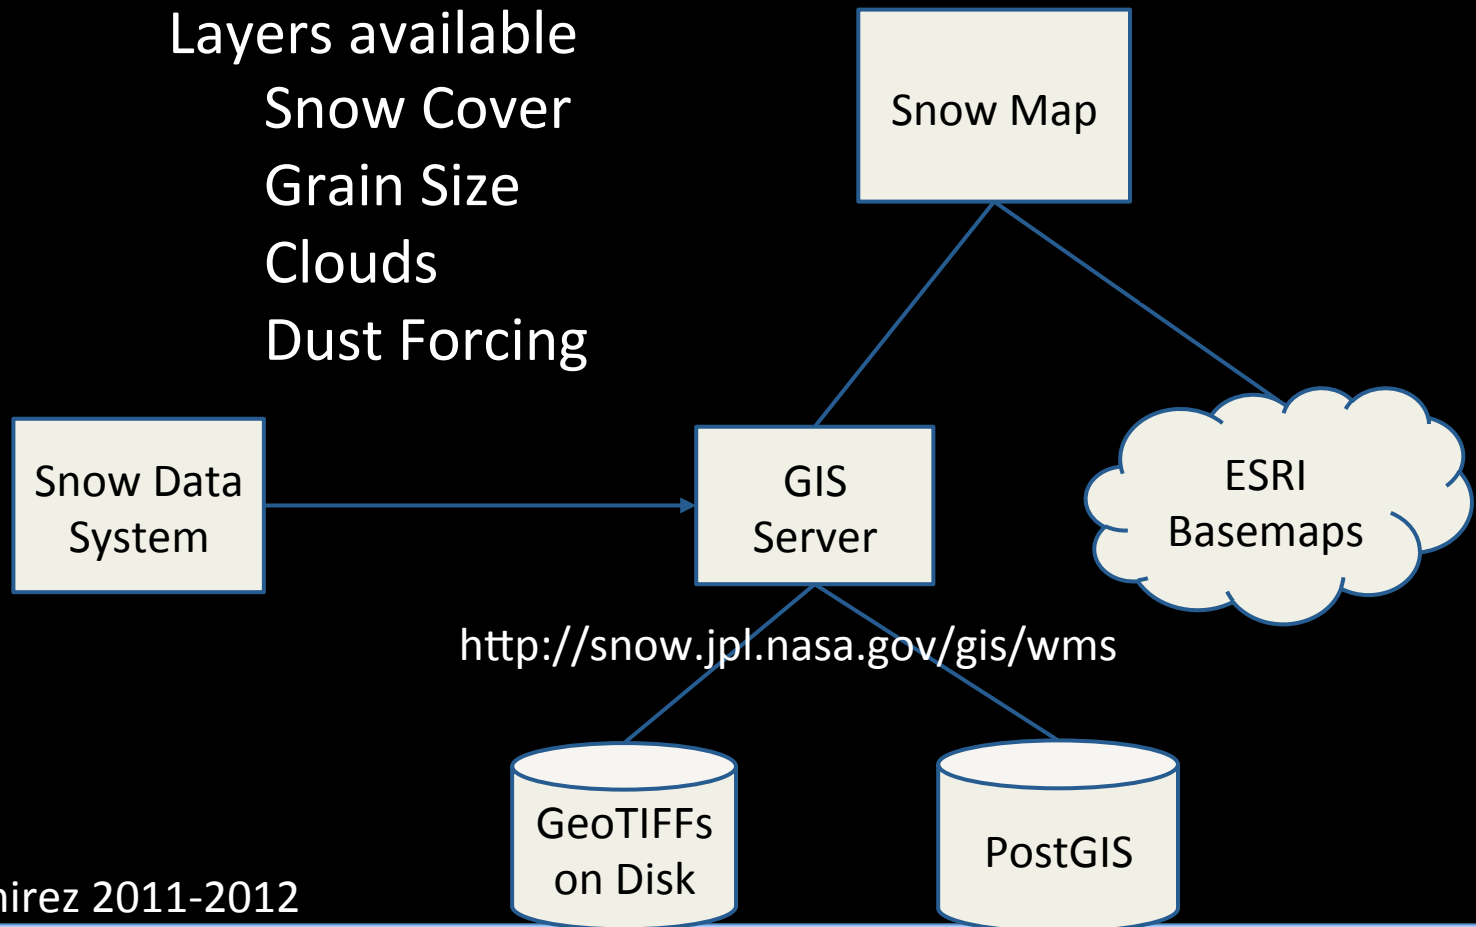 Layers available
Snow Cover
Grain Size
Clouds
Dust Forcing
Snow Map
Snow Data
System
GIS
Server
ESRI
Basemaps
http://snow.jpl.nasa.gov/gis/wms
GeoTIFFs
on Disk
PostGIS
2011-2012